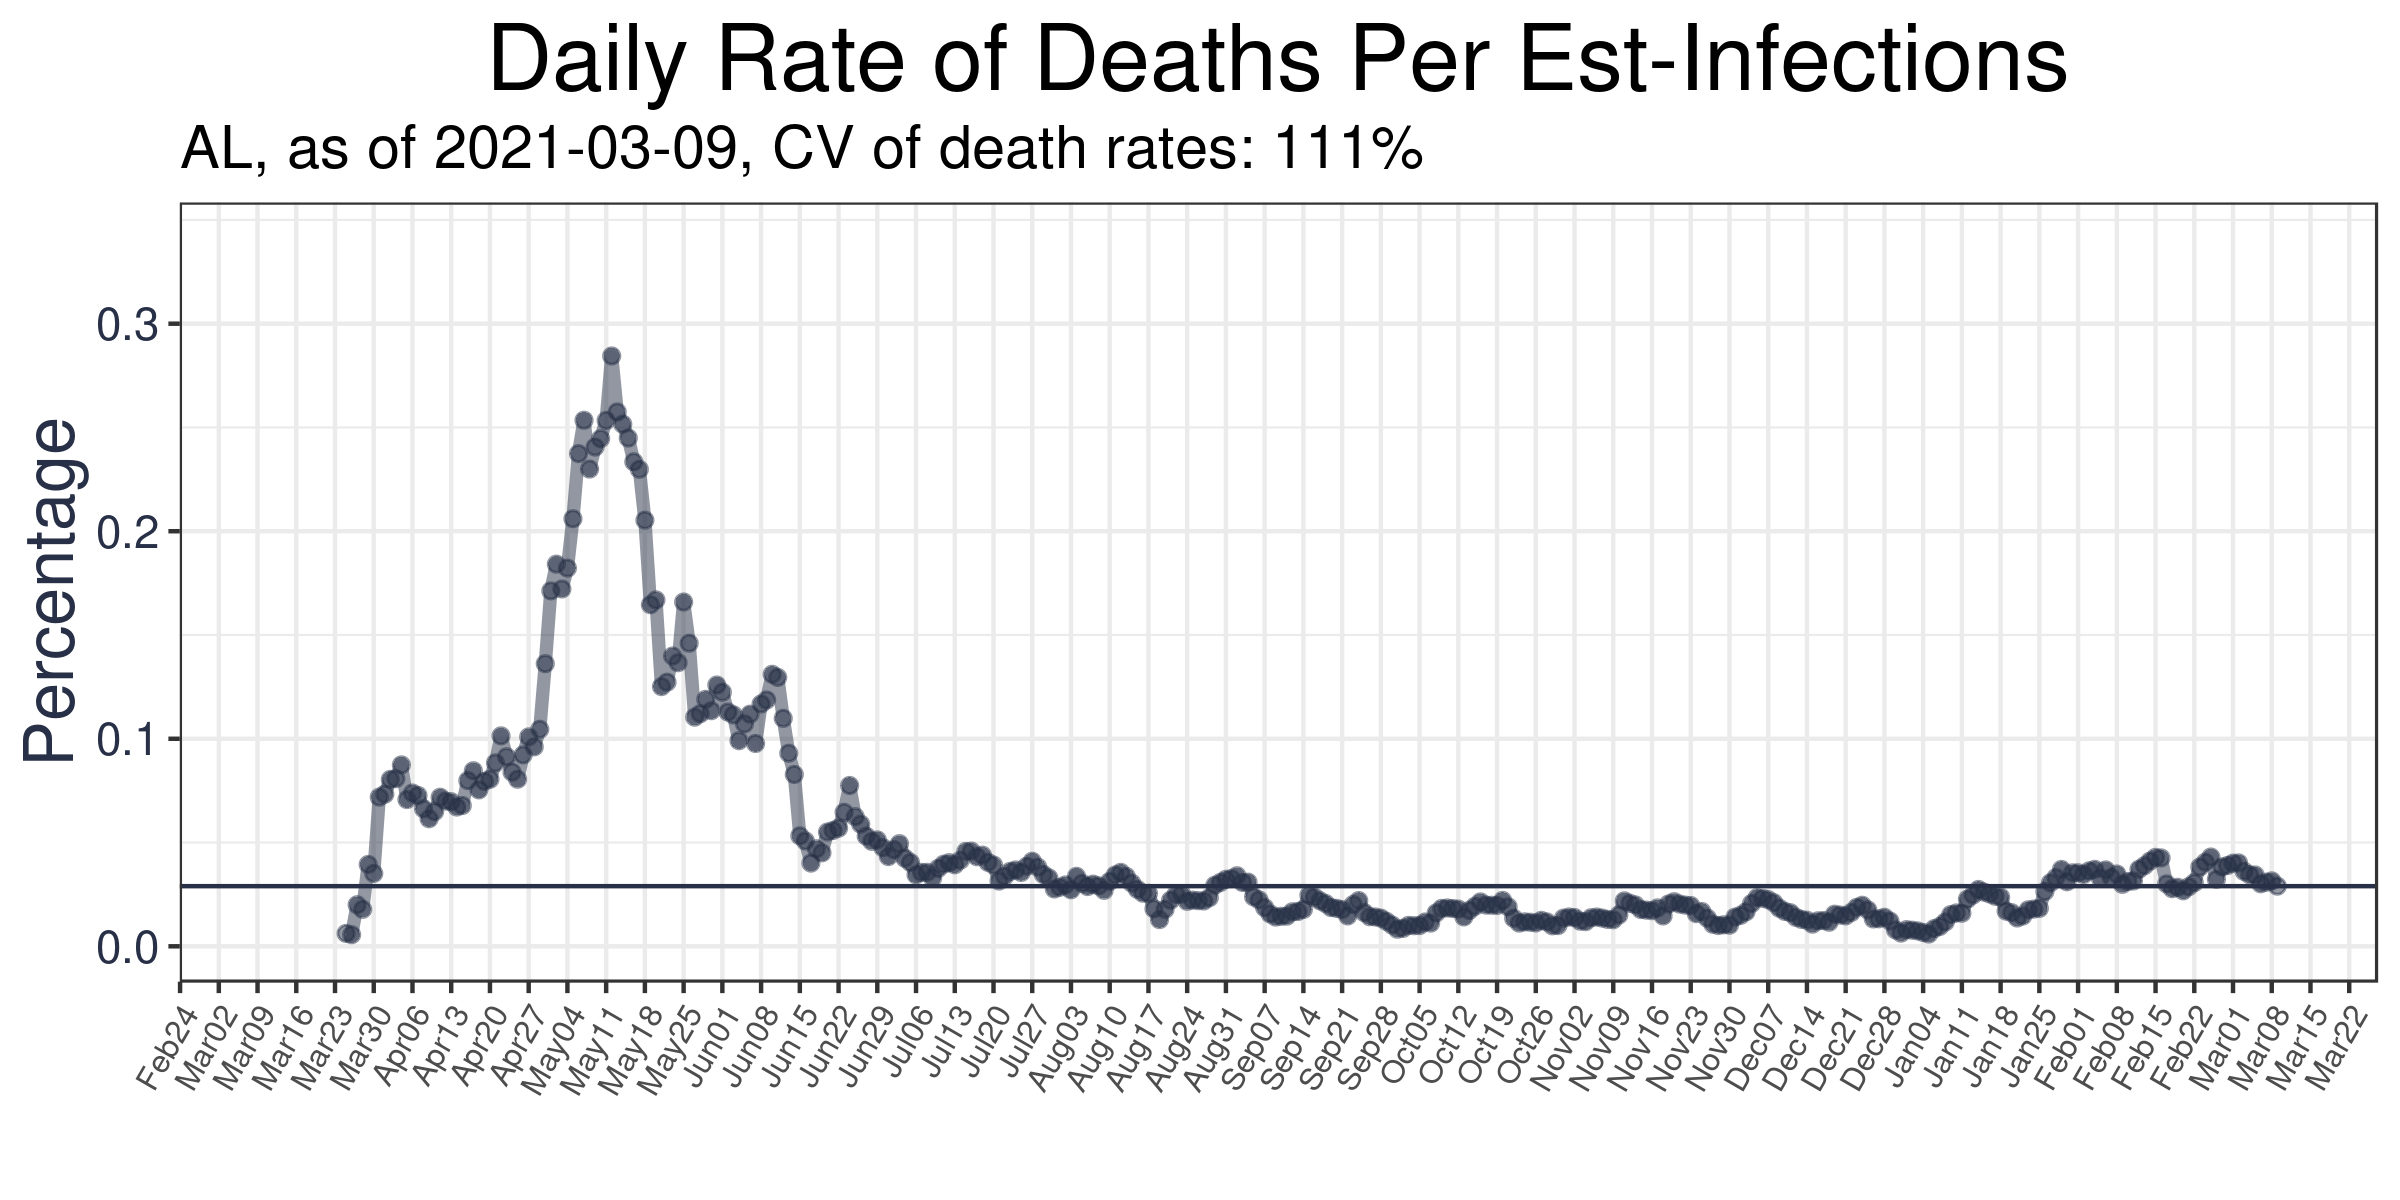 Daily Rate of Deaths Per Est-Infections
AL, as of 2021-03-09, CV of death rates: 111%
Percentage
0.3
0.2
0.1
0.0
Feb24
Mar02
Mar09
Mar16
Mar23
Mar30
Apr06
Apr13
Apr20
Apr27
May04
May11
May18
May25
Jun01
Jun08
Jun15
Jun22
Jun29
Jul06
Jul13
Jul20
Jul27
Aug03
Aug10
Aug17
Aug24
Aug31
Sep07
Sep14
Sep21
Sep28
Oct05
Oct12
Oct19
Oct26
Nov02
Nov09
Nov16
Nov23
Nov30
Dec07
Dec14
Dec21
Dec28
Jan04
Jan11
Jan18
Jan25
Feb01
Feb08
Feb15
Feb22
Mar01
Mar08
Mar15
Mar22